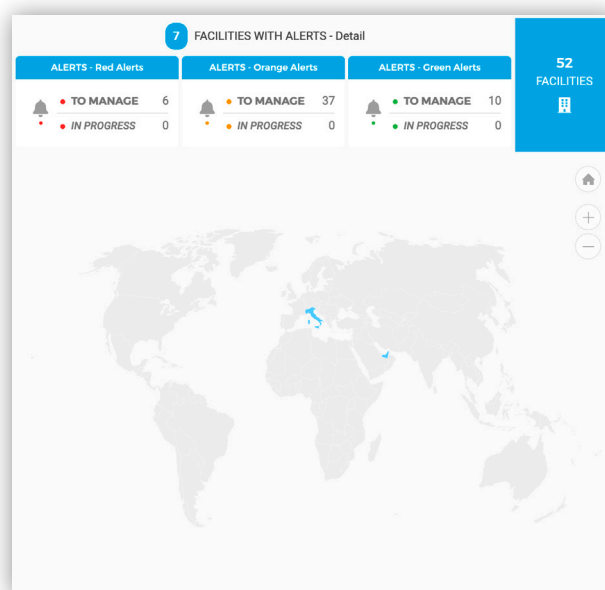 7 FACILITIES WITH ALERTS - Detail
52
FACILITIES
ALERTS - Red Alerts
TO MANAGE 6
IN PROGRESS 0
ALERTS - Orange Alerts
TO MANAGE 37
IN PROGRESS 0
ALERTS - Green Alerts
TO MANAGE 10
IN PROGRESS 0